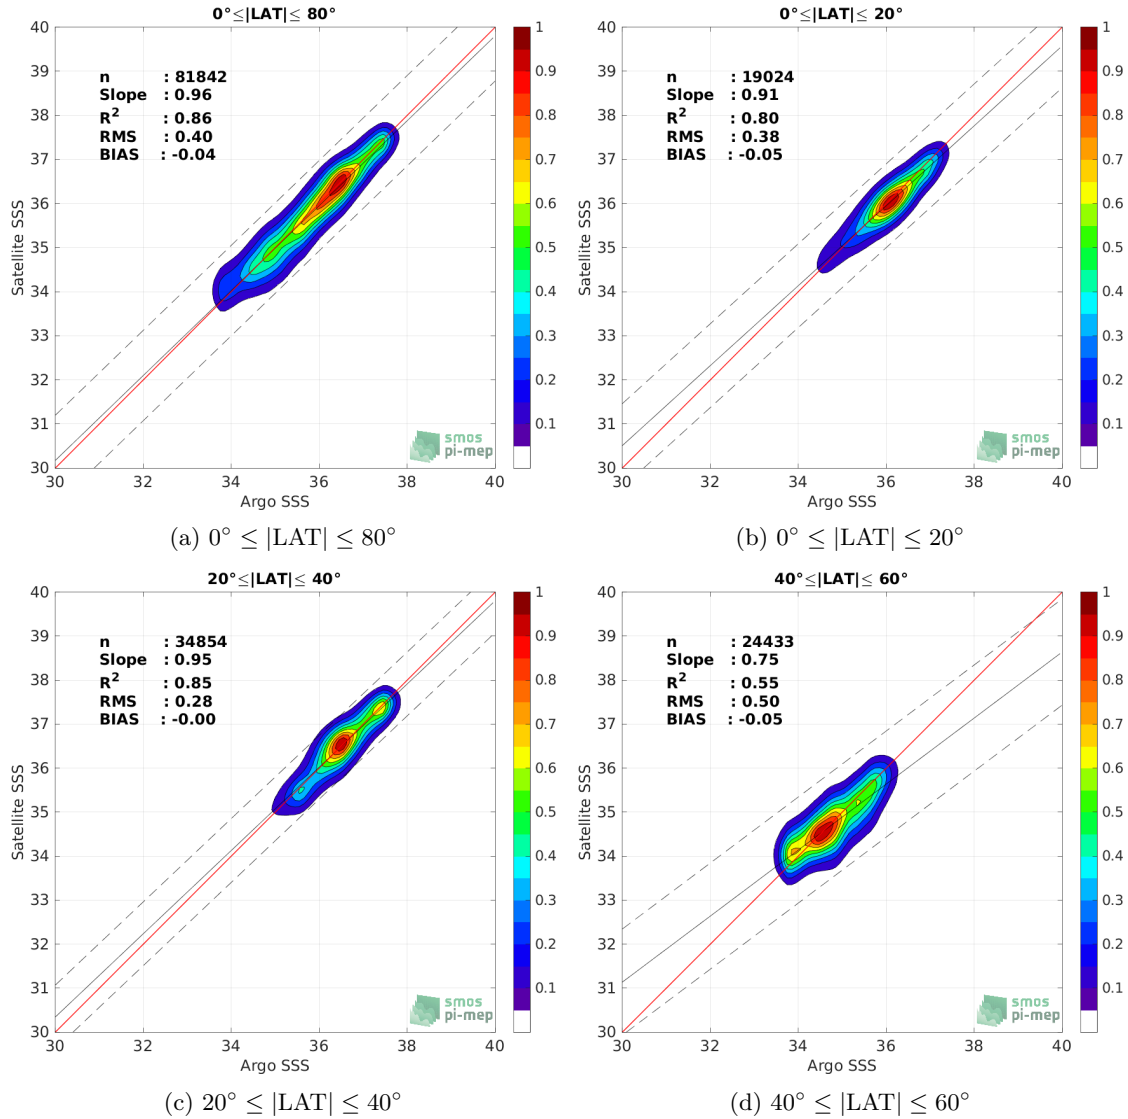 0°≤|LAT|≤ 80°
n : 81842
Slope : 0.96
R² : 0.86
RMS : 0.40
BIAS : -0.04
40
39
38
37
36
35
34
33
32
31
30
Satellite SSS
30 32 34 36 38 40
Argo SSS
1
0.9
0.8
0.7
0.6
0.5
0.4
0.3
0.2
0.1
smos
pi-mep
(a) 0° ≤ |LAT| ≤ 80°
0°≤|LAT|≤ 20°
n : 19024
Slope : 0.91
R² : 0.80
RMS : 0.38
BIAS : -0.05
40
39
38
37
36
35
34
33
32
31
30
Satellite SSS
30 32 34 36 38 40
Argo SSS
1
0.9
0.8
0.7
0.6
0.5
0.4
0.3
0.2
0.1
smos
pi-mep
(b) 0° ≤ |LAT| ≤ 20°
20°≤|LAT|≤ 40°
n : 34854
Slope : 0.95
R² : 0.85
RMS : 0.28
BIAS : -0.00
40
39
38
37
36
35
34
33
32
31
30
Satellite SSS
30 32 34 36 38 40
Argo SSS
1
0.9
0.8
0.7
0.6
0.5
0.4
0.3
0.2
0.1
smos
pi-mep
(c) 20° ≤ |LAT| ≤ 40°
40°≤|LAT|≤ 60°
n : 24433
Slope : 0.75
R² : 0.55
RMS : 0.50
BIAS : -0.05
40
39
38
37
36
35
34
33
32
31
30
Satellite SSS
30 32 34 36 38 40
Argo SSS
1
0.9
0.8
0.7
0.6
0.5
0.4
0.3
0.2
0.1
smos
pi-mep
(d) 40° ≤ |LAT| ≤ 60°